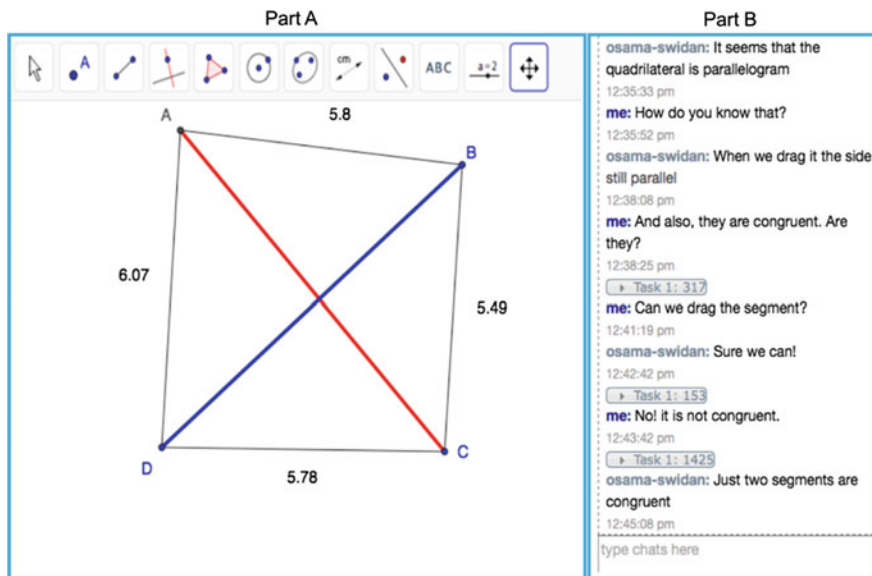 Part A
Part B
A
cm
ABC
a=2
A
5.8
B
6.07
5.49
D
C
5.78
osama-swidan: It seems that the
quadrilateral is parallelogram
12:35:33 pm
me: How do you know that?
12:35:52 pm
osama-swidan: When we drag it the side
still parallel
12:38:08 pm
me: And also, they are congruent. Are
they?
12:38:25 pm
Task 1: 317
me: Can we drag the segment?
12:41:19 pm
osama-swidan: Sure we can!
12:42:42 pm
Task 1: 153
me: No! it is not congruent.
12:43:42 pm
Task 1: 1425
osama-swidan: Just two segments are
congruent
12:45:08 pm
type chats here